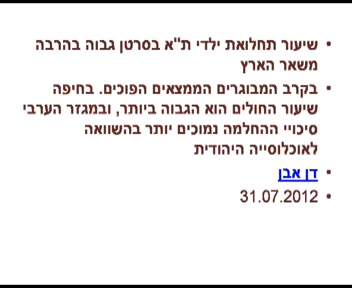 • שיעור תחלואת ילדי ת"א בסרטן גבוה בהרבה
משאר הארץ
• בקרב המבוגרים הממצאים הפוכים. בחיפה
שיעור החולים הוא הגבוה ביותר, ובמגזר הערבי
סיכויי ההחלמה נמוכים יותר בהשוואה
לאוכלוסייה היהודית
• דן אבן
• 31.07.2012